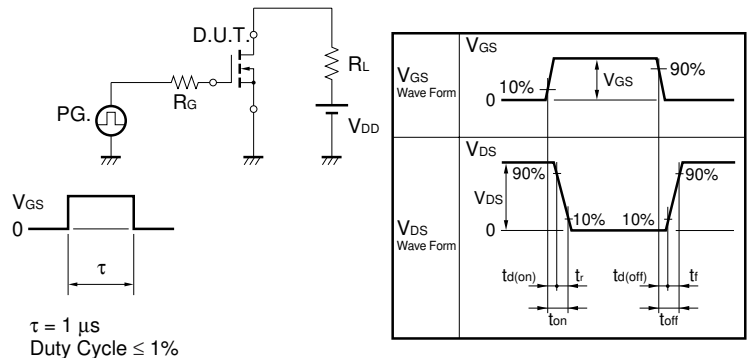 D.U.T.
RL
RG
PG.
VDD
VGS
0
τ
τ = 1 μs
Duty Cycle ≤ 1%
VGS
Wave Form
VGS
10%
0
VGS
90%
VDS
Wave Form
VDS
90%
VDS
0
10%
10%
90%
td(on)
tr
td(off)
tf
ton
toff